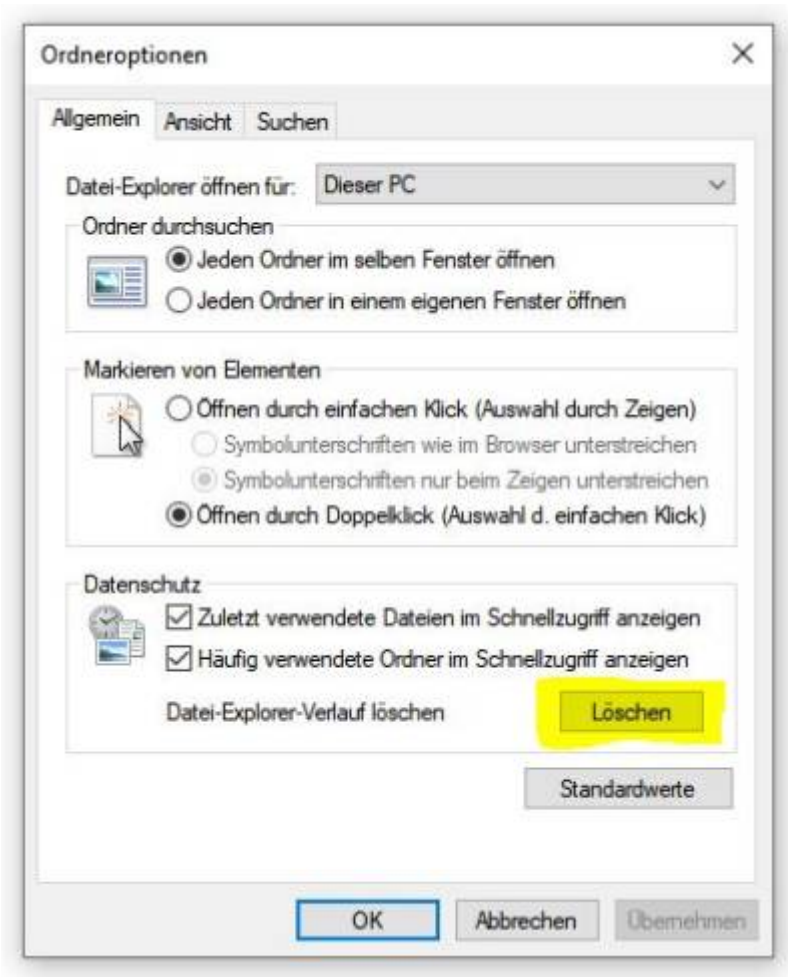 Ordneroptionen
Allgemein Ansicht Suchen
Datei-Explorer öffnen für: Dieser PC
Ordner durchsuchen
Jeden Ordner im selben Fenster öffnen
Jeden Ordner in einem eigenen Fenster öffnen
Markieren von Elementen
Öffnen durch einfachen Klick (Auswahl durch Zeigen)
Symbolunterschriften wie im Browser unterstreichen
Symbolunterschriften nur beim Zeigen unterstreichen
Öffnen durch Doppelklick (Auswahl d. einfachen Klick)
Datenschutz
Zuletzt verwendete Dateien im Schnellzugriff anzeigen
Häufig verwendete Ordner im Schnellzugriff anzeigen
Datei-Explorer-Verlauf löschen Löschen
Standardwerte
OK Abbrechen Übernehmen